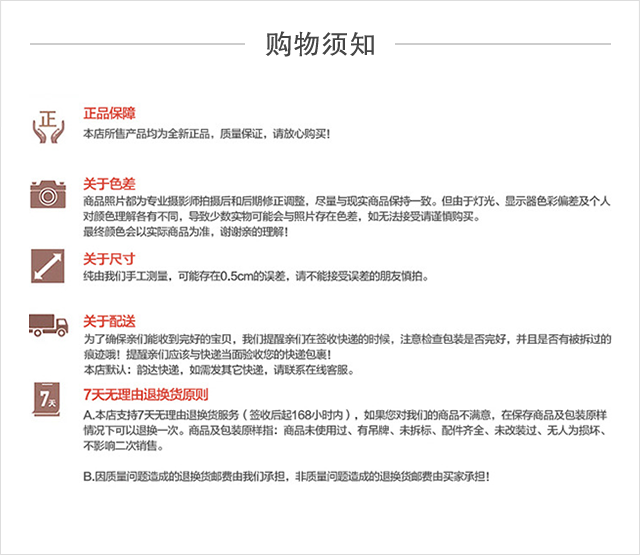 购物须知
正
正品保障
本店所售产品均为全新正品，质量保证，请放心购买！
关于色差
商品照片都为专业摄影师拍摄后和后期修正调整，尽量与现实商品保持一致。但由于灯光、显示器色彩偏差及个人
对颜色理解各有不同，导致少数实物可能会与照片存在色差，如无法接受请谨慎购买。
最终颜色会以实际商品为准，谢谢亲的理解！
关于尺寸
纯由我们手工测量，可能存在0.5cm的误差，请不能接受误差的朋友慎拍。
关于配送
为了确保亲们能收到完好的宝贝，我们提醒亲们在签收快递的时候，注意检查包装是否完好，并且是否有被拆过的
痕迹哦！提醒亲们应该与快递当面验收您的快递包裹！
本店默认：韵达快递，如需发其它快递，请联系在线客服。
7天
7天无理由退换货原则
A.本店支持7天无理由退换货服务（签收后起168小时内），如果您对我们的商品不满意，在保存商品及包装原样
情况下可以退换一次。商品及包装原样指：商品未使用过、有吊牌、未拆标、配件齐全、未改装过、无人为损坏、
不影响二次销售。
B.因质量问题造成的退换货邮费由我们承担，非质量问题造成的退换货邮费由买家承担！